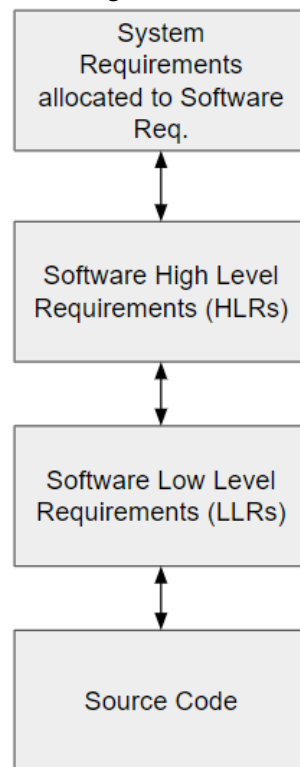 System
Requirements
allocated to Software
Req.
Software High Level
Requirements (HLRs)
Software Low Level
Requirements (LLRs)
Source Code